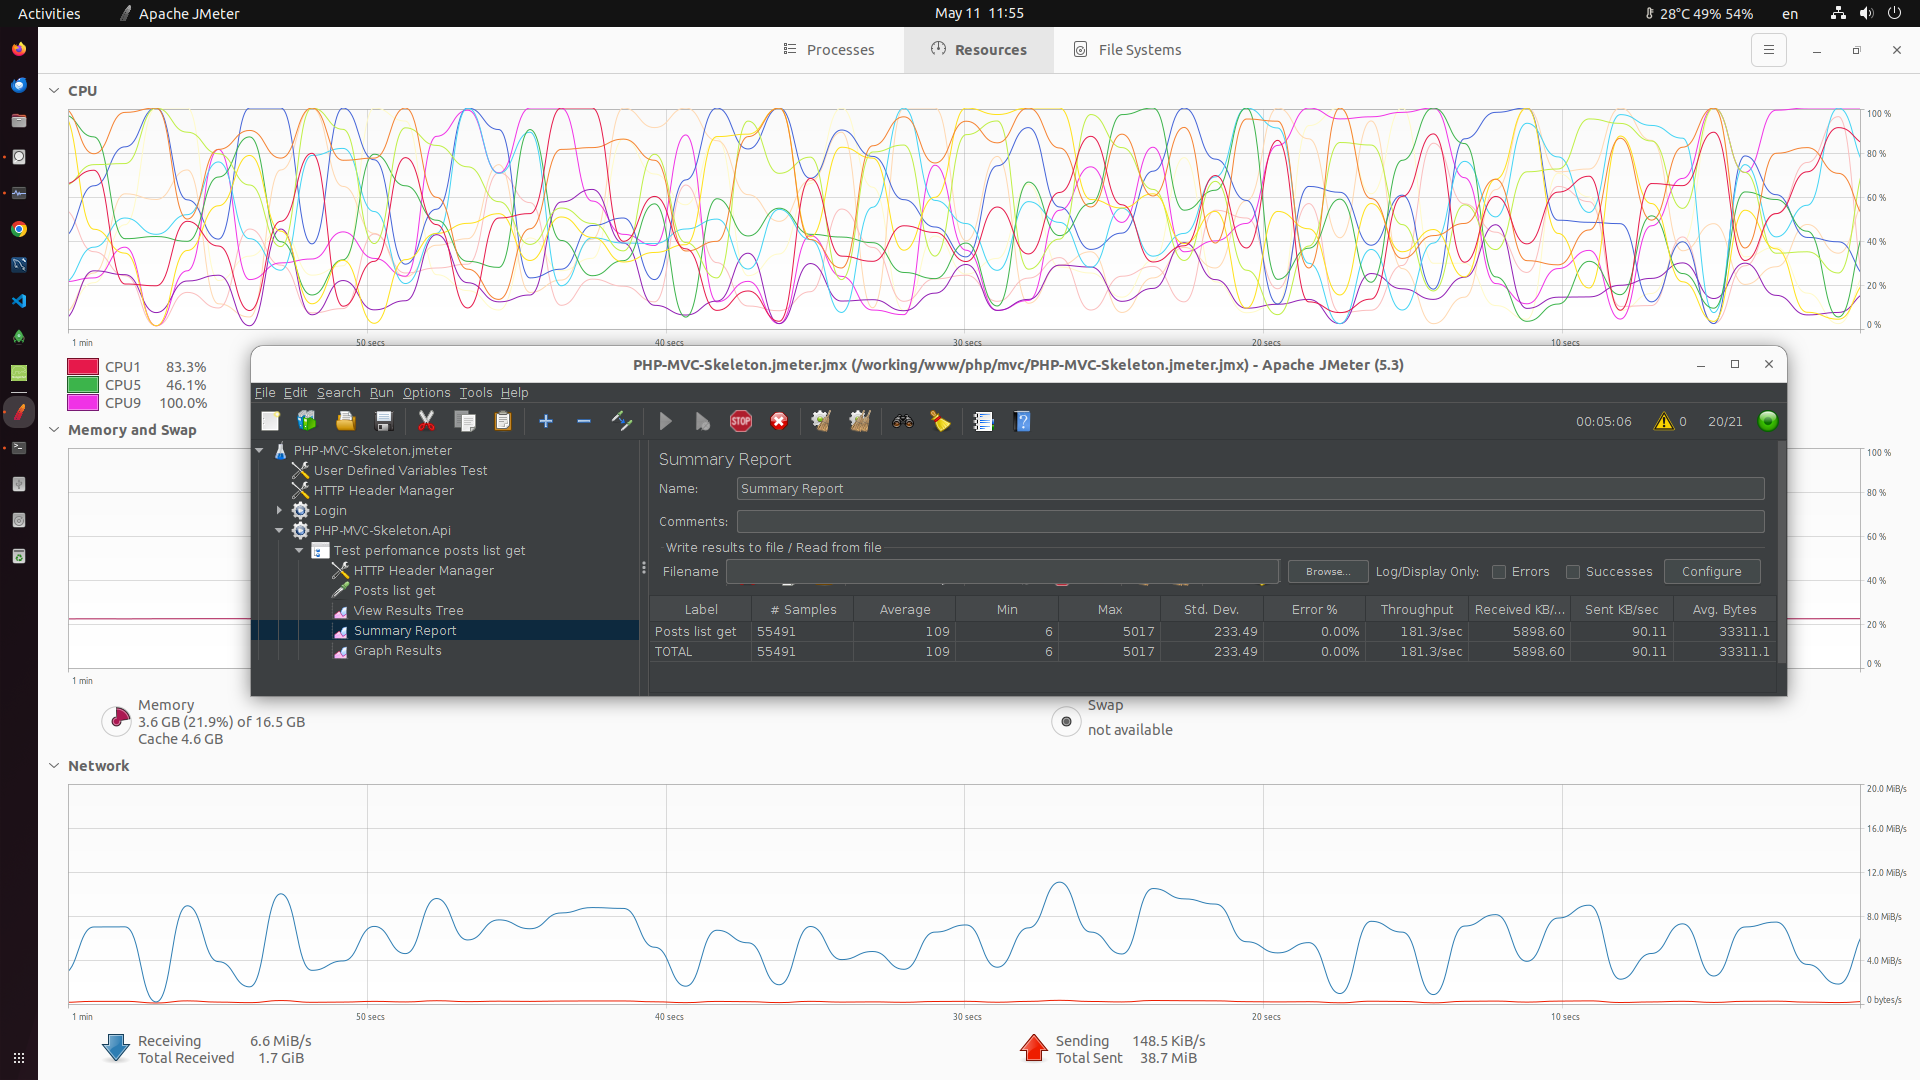 Activities Apache JMeter May 11 11:55 28°C 49% 54% en
Processes Resources File Systems
CPU
100 %
80 %
60 %
40 %
20 %
0 %
1 min 50 secs 40 secs 30 secs 20 secs 10 secs
CPU1 83.3%
CPU5 46.1%
CPU9 100.0%
PHP-MVC-Skeleton.jmeter.jmx (/working/www/php/mvc/PHP-MVC-Skeleton.jmeter.jmx) - Apache JMeter (5.3)
File Edit Search Run Options Tools Help
STOP 00:05:06 0 20/21
PHP-MVC-Skeleton.jmeter
User Defined Variables Test
HTTP Header Manager
Login
PHP-MVC-Skeleton.Api
Test perfomance posts list get
HTTP Header Manager
Posts list get
View Results Tree
Summary Report
Graph Results
Summary Report
Name: Summary Report
Comments:
Write results to file / Read from file
Filename Browse... Log/Display Only: Errors Successes Configure
Label # Samples Average Min Max Std. Dev. Error % Throughput Received KB/... Sent KB/sec Avg. Bytes
Posts list get 55491 109 6 5017 233.49 0.00% 181.3/sec 5898.60 90.11 33311.1
TOTAL 55491 109 6 5017 233.49 0.00% 181.3/sec 5898.60 90.11 33311.1
Memory and Swap
100 %
80 %
60 %
40 %
20 %
0 %
1 min
Memory
3.6 GB (21.9%) of 16.5 GB
Cache 4.6 GB
Swap
not available
Network
20.0 MiB/s
16.0 MiB/s
12.0 MiB/s
8.0 MiB/s
4.0 MiB/s
0 bytes/s
1 min 50 secs 40 secs 30 secs 20 secs 10 secs
Receiving 6.6 MiB/s
Total Received 1.7 GiB
Sending 148.5 KiB/s
Total Sent 38.7 MiB